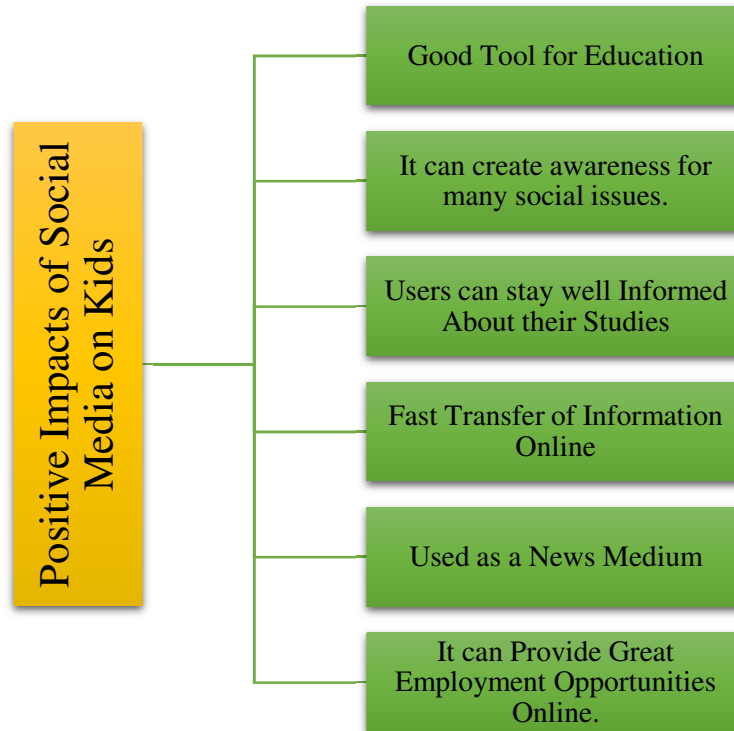 Positive Impacts of Social
Media on Kids
Good Tool for Education
It can create awareness for
many social issues.
Users can stay well Informed
About their Studies
Fast Transfer of Information
Online
Used as a News Medium
It can Provide Great
Employment Opportunities
Online.